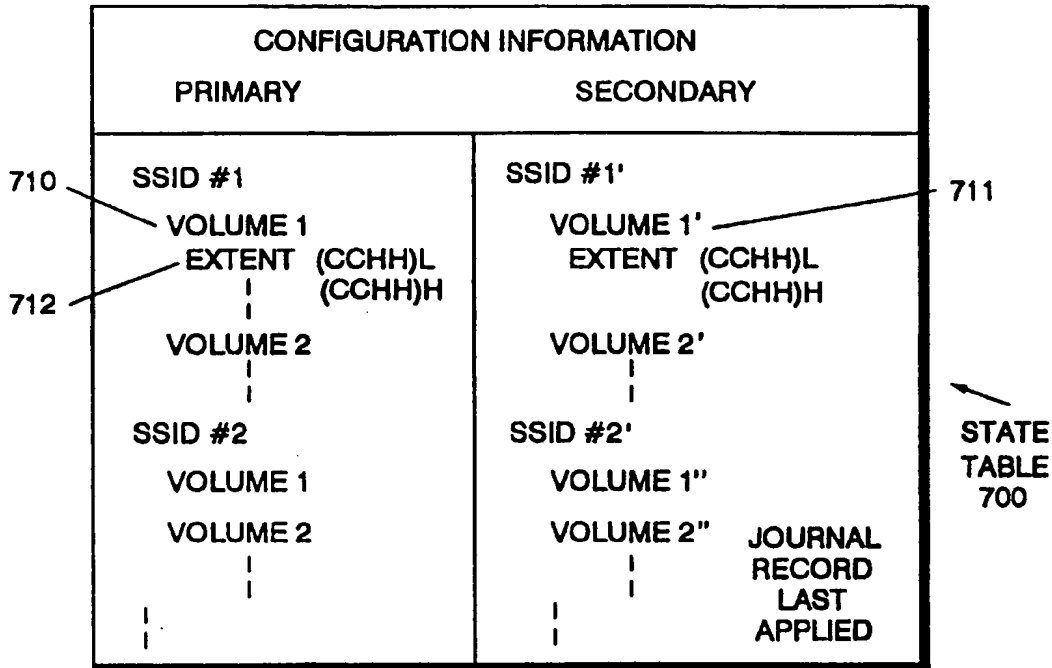 CONFIGURATION INFORMATION
PRIMARY SECONDARY
710 SSID #1 SSID #1'
VOLUME 1 VOLUME 1' 711
EXTENT (CCHH)L EXTENT (CCHH)L
712 (CCHH)H (CCHH)H
VOLUME 2 VOLUME 2'
SSID #2 SSID #2' STATE
VOLUME 1 VOLUME 1" TABLE
700
VOLUME 2 VOLUME 2" JOURNAL
RECORD
LAST
APPLIED